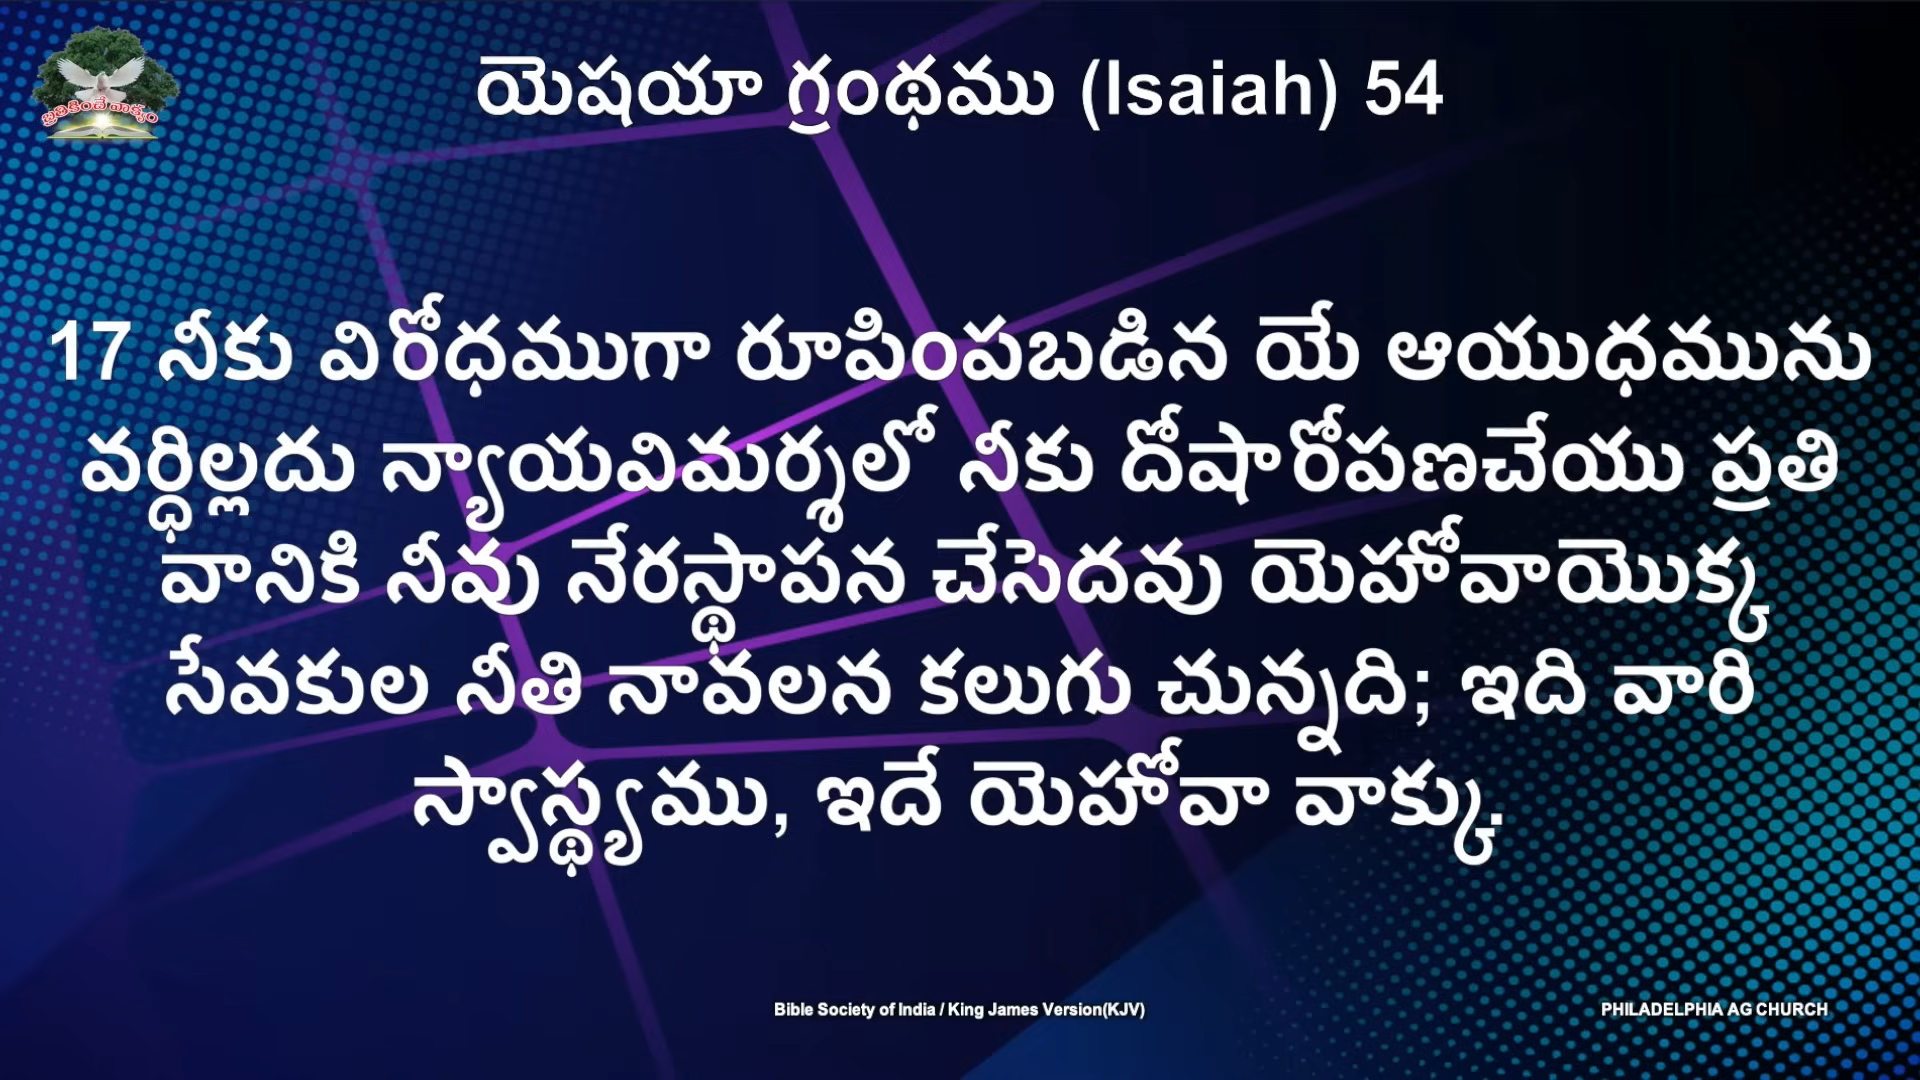 బ్రతికించే వాక్యం
యెషయా గ్రంథము (Isaiah) 54
17 నీకు విరోధముగా రూపింపబడిన యే ఆయుధమును
వర్ధిల్లదు న్యాయవిమర్శలో నీకు దోషారోపణచేయు ప్రతి
వానికి నీవు నేరస్థాపన చేసెదవు యెహోవాయొక్క
సేవకుల నీతి నావలన కలుగు చున్నది; ఇది వారి
స్వాస్థ్యము, ఇదే యెహోవా వాక్కు.
Bible Society of India / King James Version(KJV)
PHILADELPHIA AG CHURCH